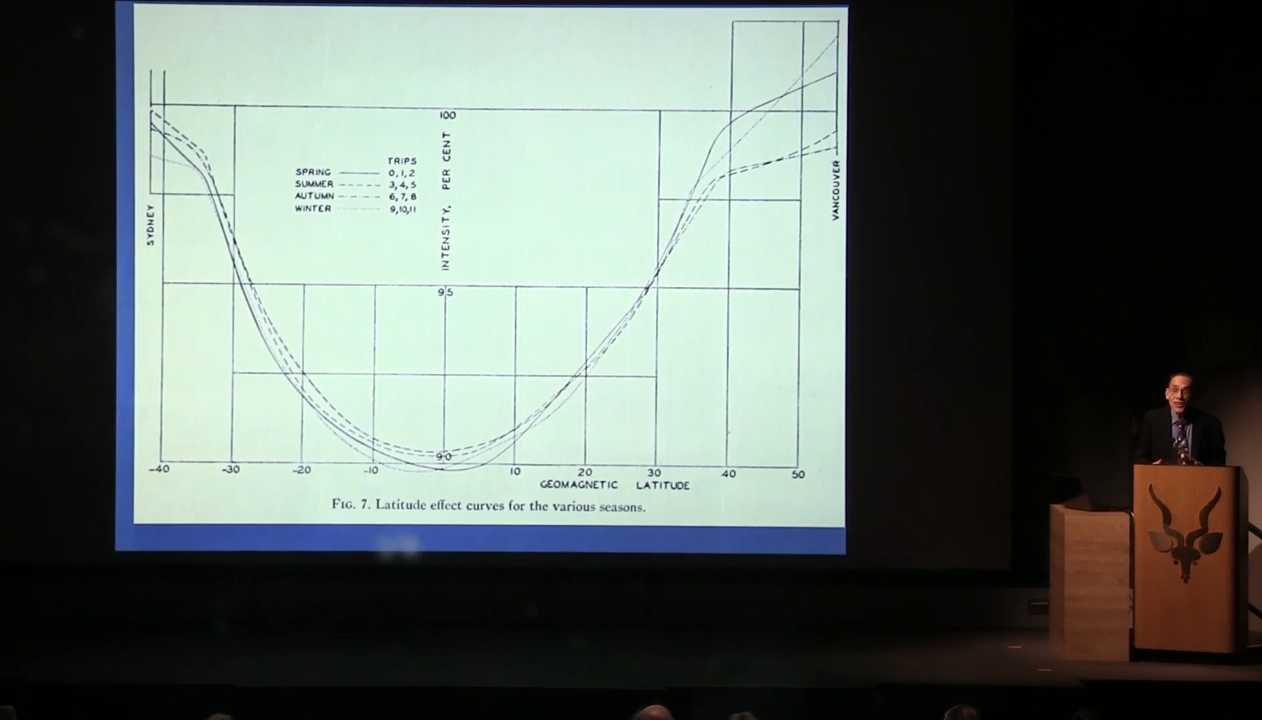 100
INTENSITY, PER CENT
TRIPS
SPRING 0,1,2
SUMMER 3,4,5
AUTUMN 6,7,8
WINTER 9,10,11
SYDNEY
VANCOUVER
95
90
-40 -30 -20 -10 10 20 30 40 50
GEOMAGNETIC LATITUDE
FIG. 7. Latitude effect curves for the various seasons.